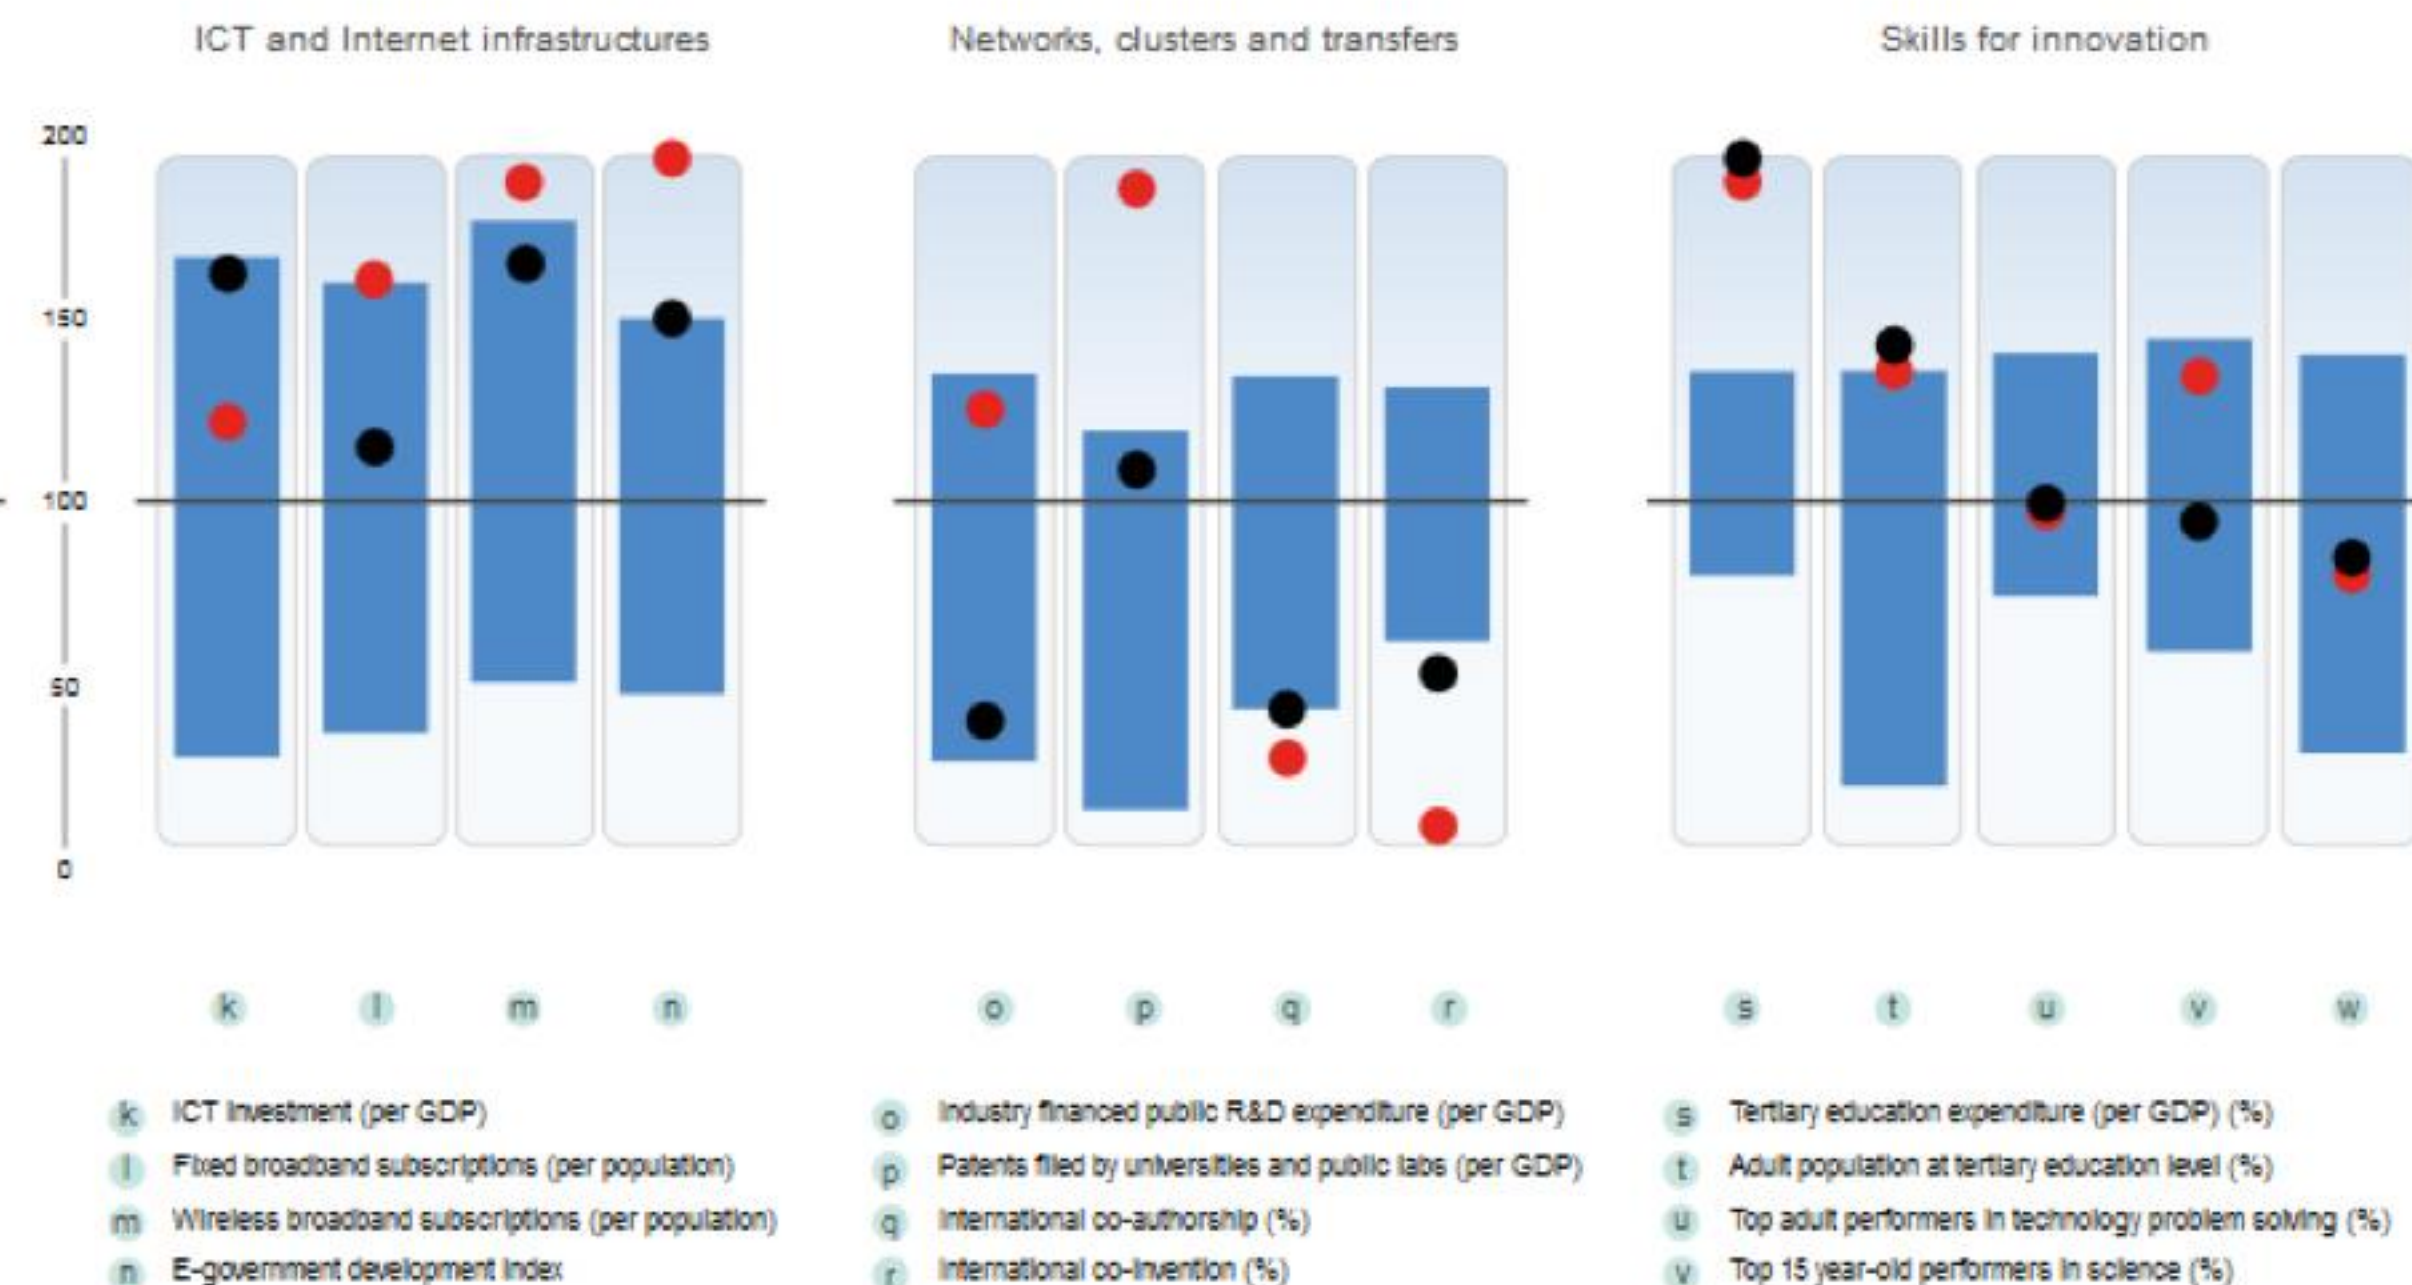 ICT and Internet infrastructures
Networks, clusters and transfers
Skills for innovation
200
150
100
50
0
k l m n
o p q r
s t u v w
k ICT investment (per GDP)
l Fixed broadband subscriptions (per population)
m Wireless broadband subscriptions (per population)
n E-government development index
o Industry financed public R&D expenditure (per GDP)
p Patents filed by universities and public labs (per GDP)
q International co-authorship (%)
r International co-invention (%)
s Tertiary education expenditure (per GDP) (%)
t Adult population at tertiary education level (%)
u Top adult performers in technology problem solving (%)
v Top 15 year-old performers in science (%)